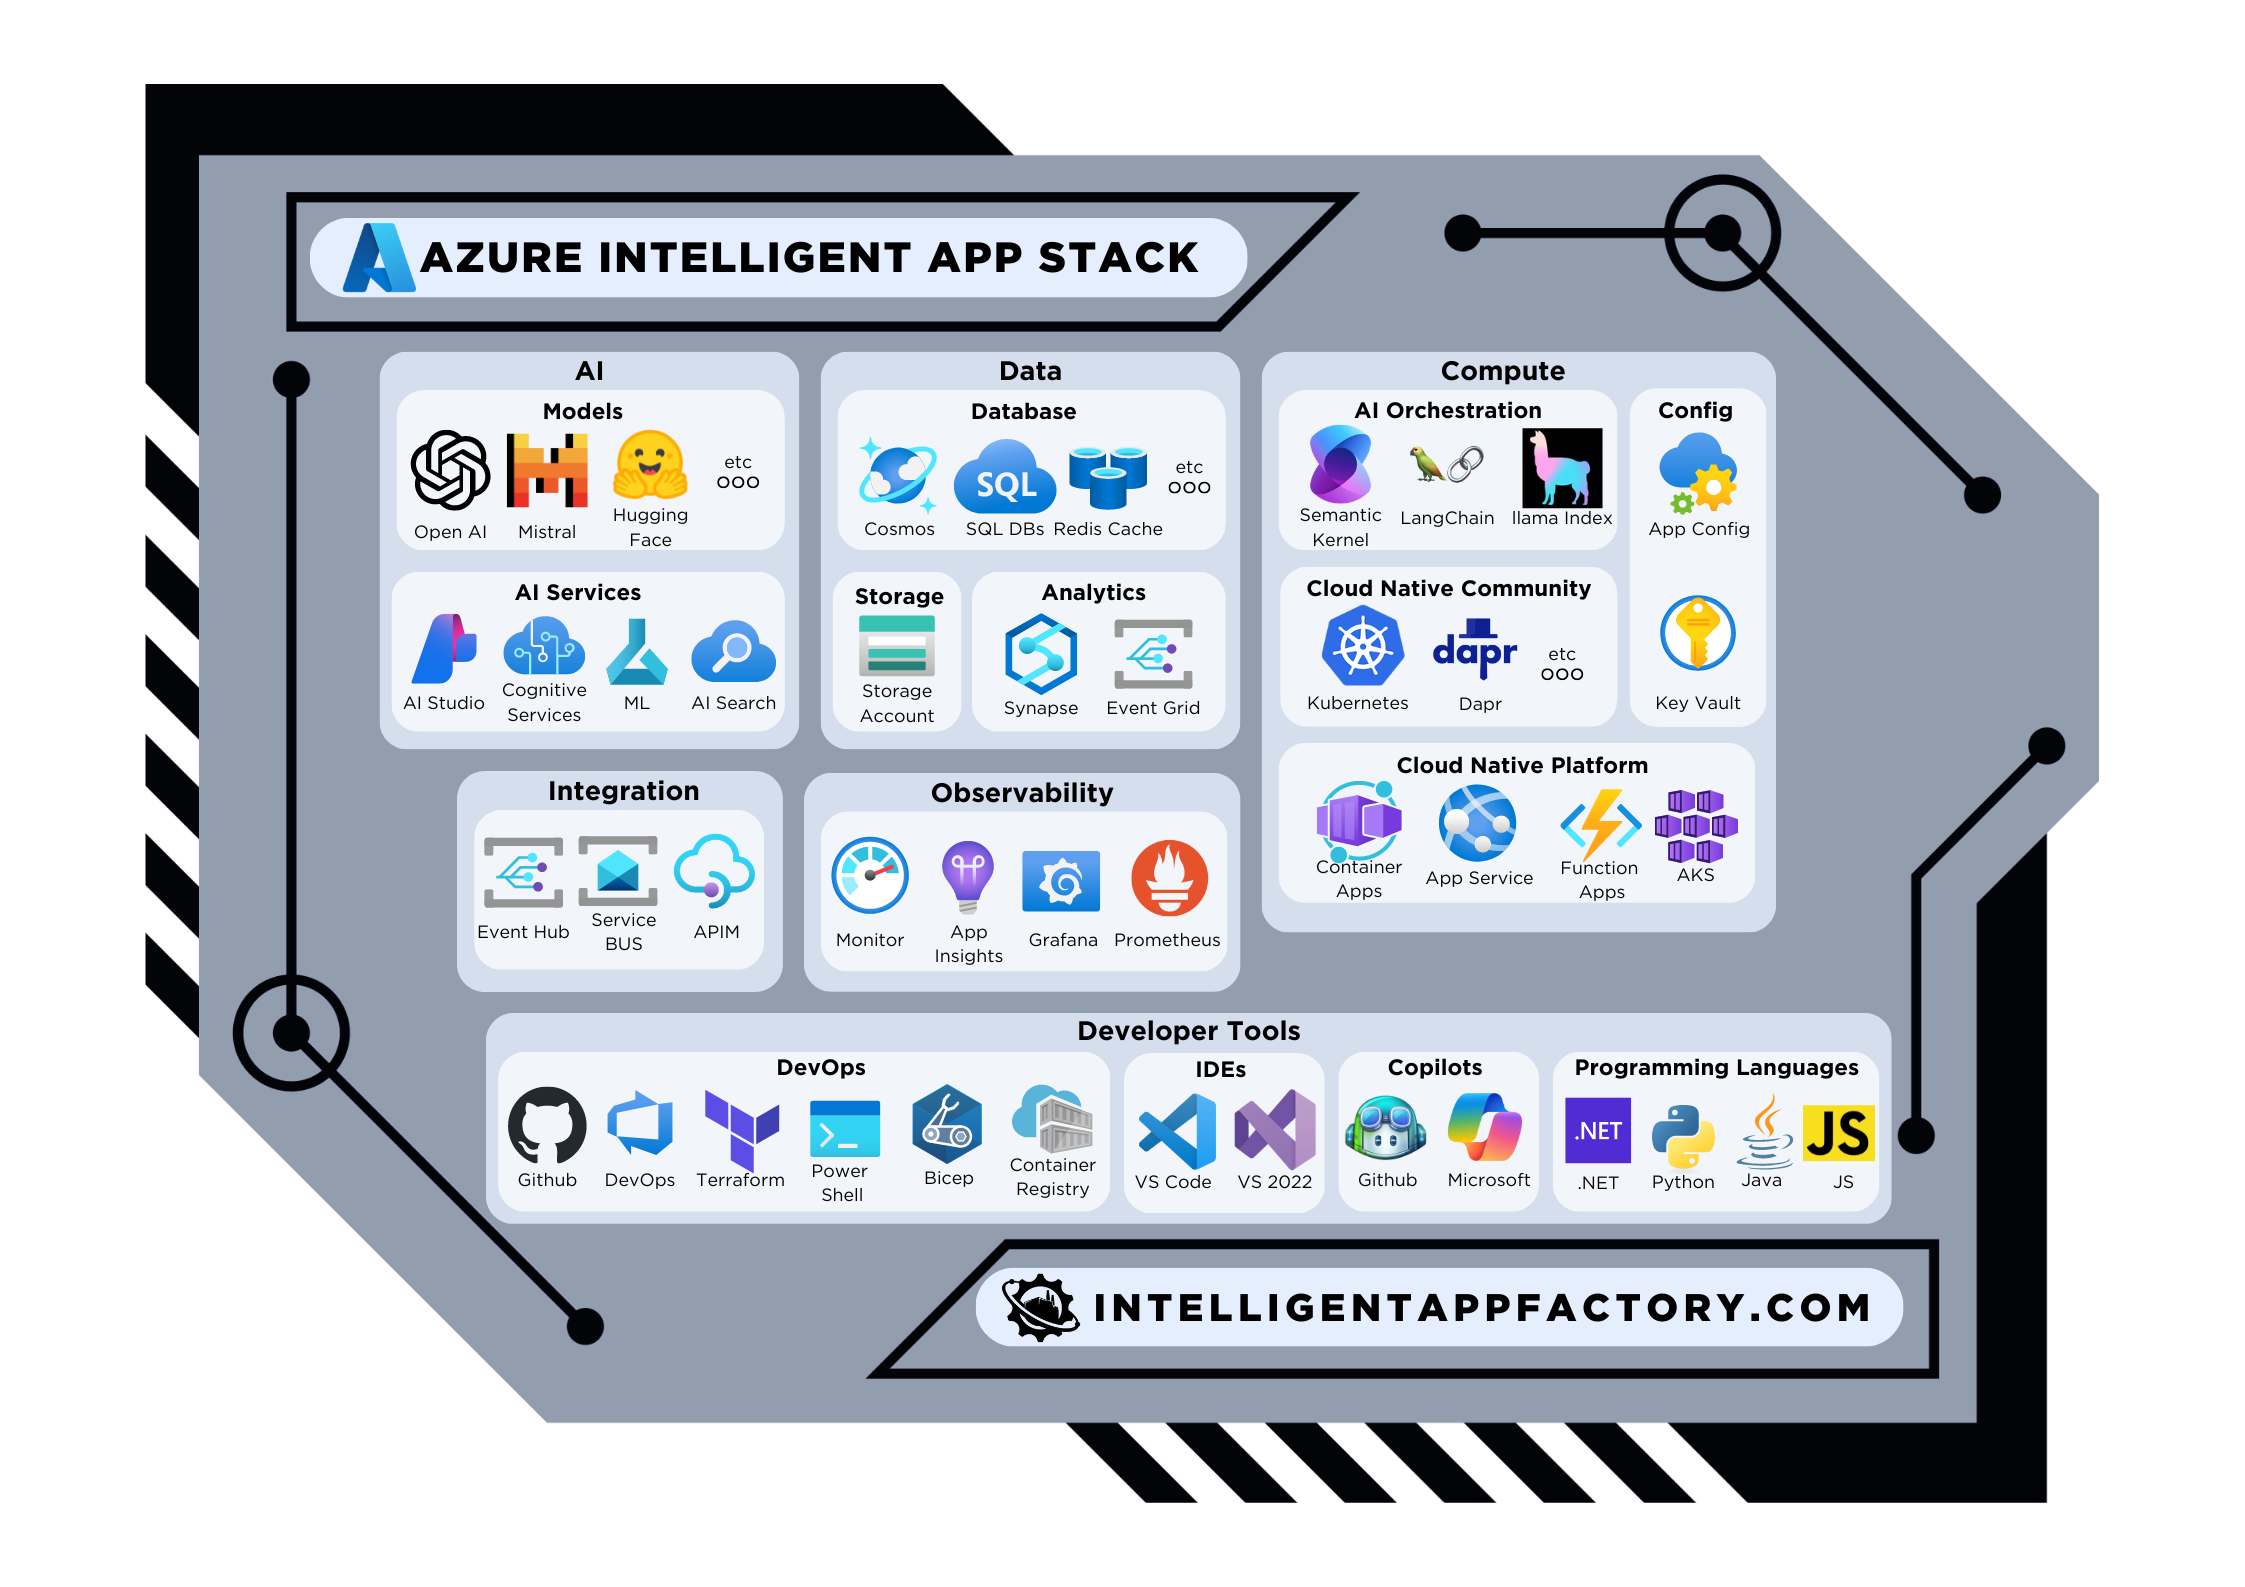 AZURE INTELLIGENT APP STACK
AI
Models
Open AI
Mistral
Hugging
Face
etc
ooo
AI Services
AI Studio
Cognitive
Services
ML
AI Search
Data
Database
Cosmos
SQL
SQL DBs
Redis Cache
etc
ooo
Storage
Storage
Account
Analytics
Synapse
Event Grid
Compute
AI Orchestration
Semantic
Kernel
LangChain
llama Index
Config
App Config
Key Vault
Cloud Native Community
Kubernetes
dapr
Dapr
etc
ooo
Cloud Native Platform
Container
Apps
App Service
Function
Apps
AKS
Integration
Event Hub
Service
BUS
APIM
Observability
Monitor
App
Insights
Grafana
Prometheus
Developer Tools
DevOps
Github
DevOps
Terraform
Power
Shell
Bicep
Container
Registry
IDEs
VS Code
VS 2022
Copilots
Github
Microsoft
Programming Languages
.NET
.NET
Python
Java
JS
JS
INTELLIGENTAPPFACTORY.COM